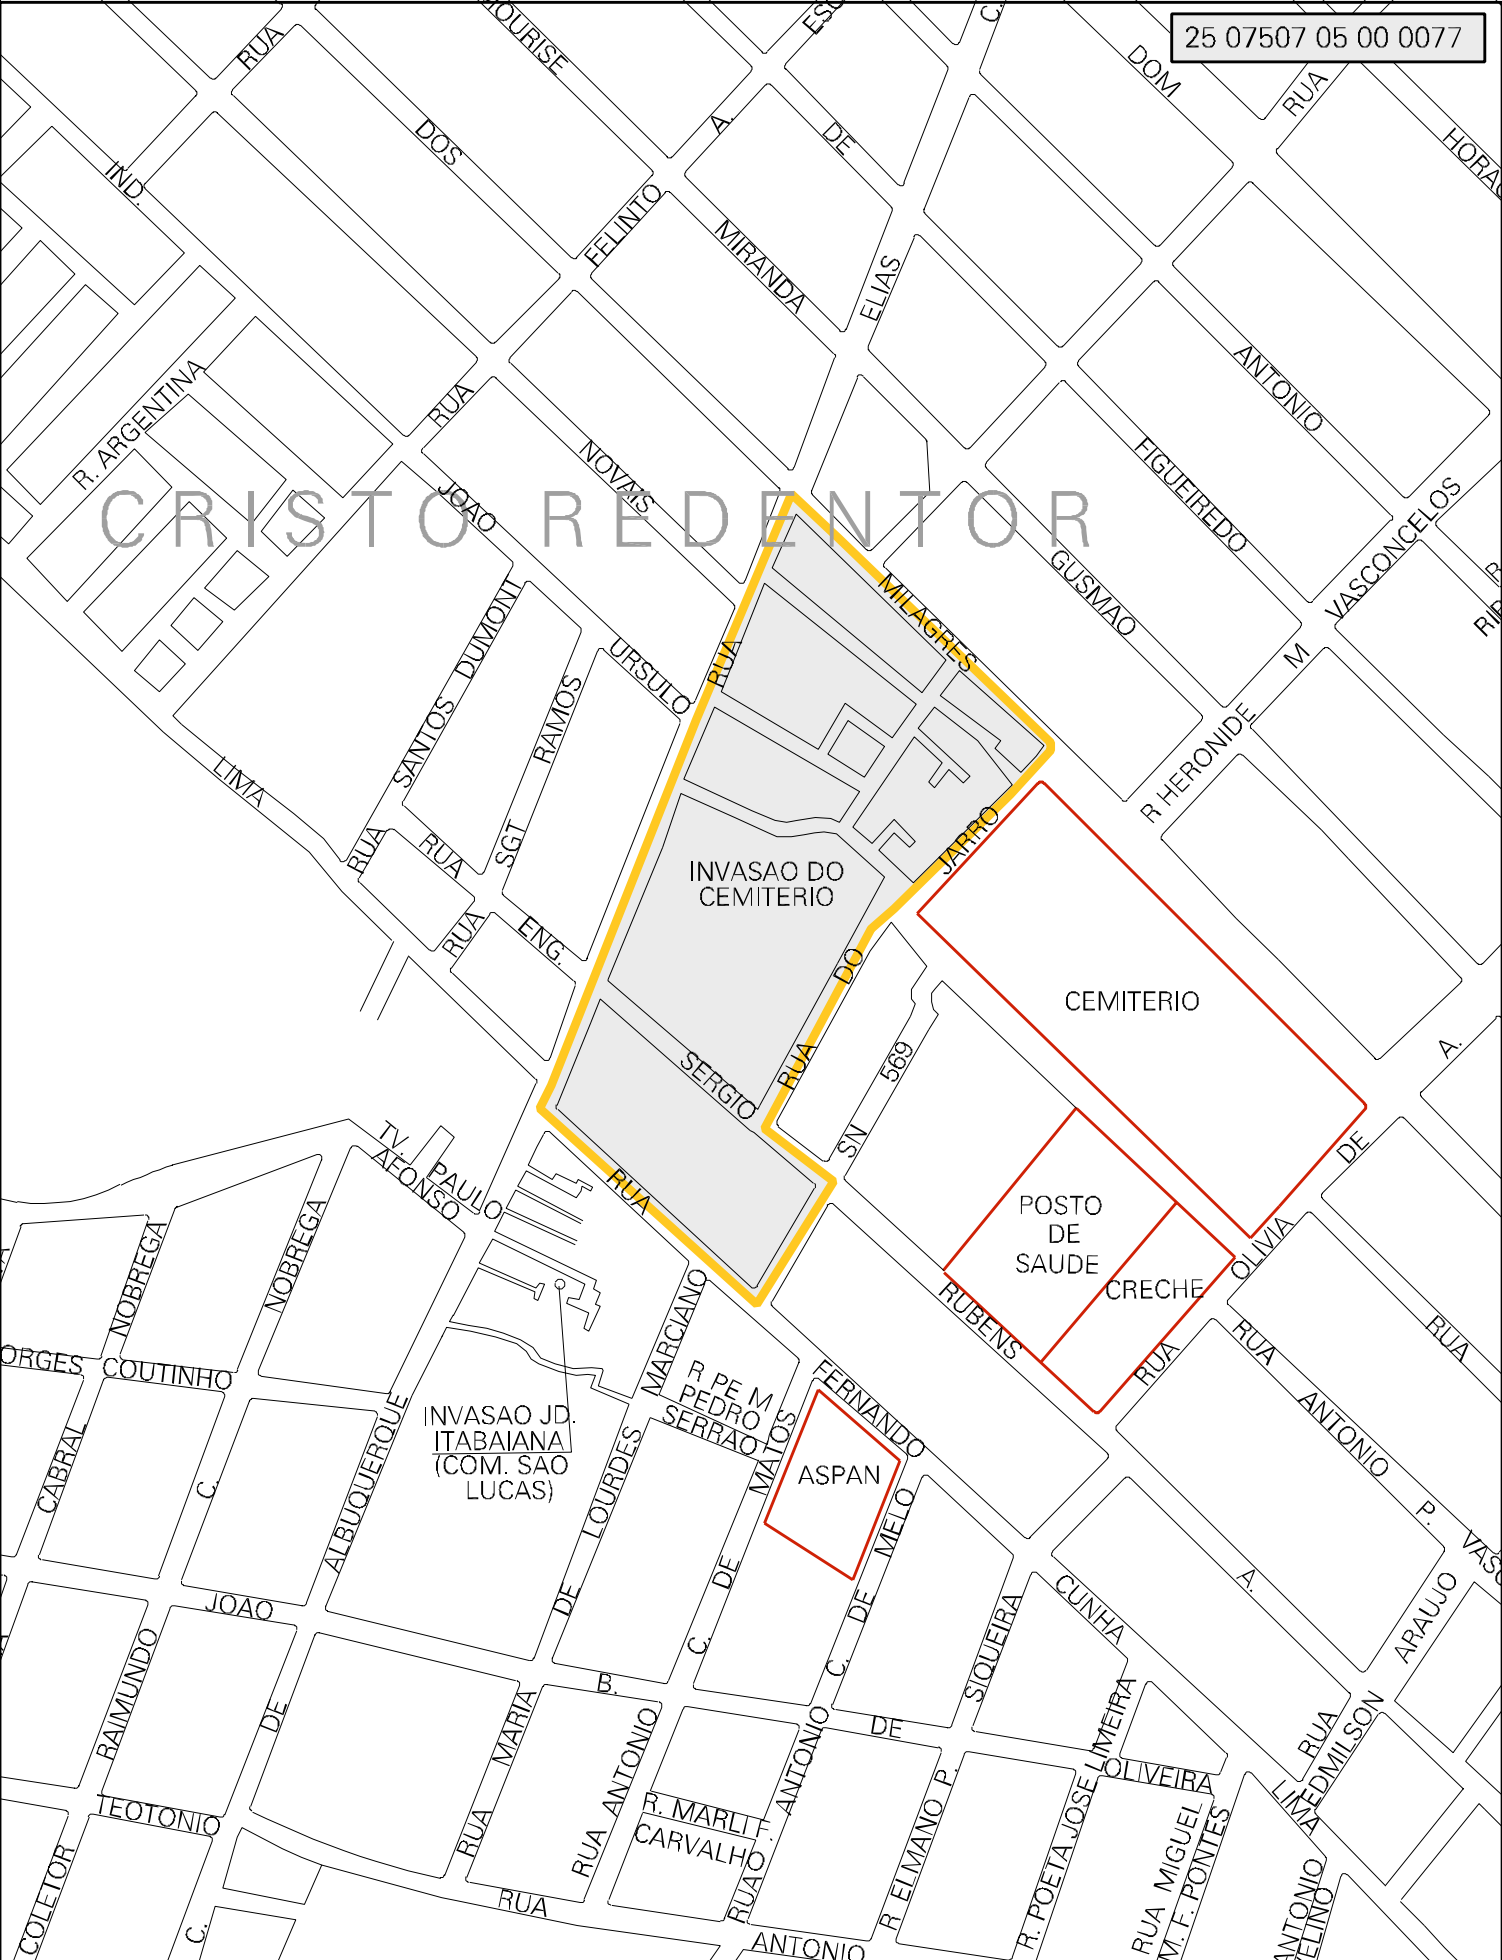 25 07507 05 00 0077
RUA
DOM
RUA
DOS
A.
DE
IND.
FELINTO
MIRANDA
ELIAS
R. ARGENTINA
RUA
ANTONIO
NOVAIS
JOAO
FIGUEIREDO
VASCONCELOS
CRISTO REDENTOR
GUSMAO
MILAGRES
SANTOS DUMONT
RAMOS
URSULO
RUA
M
R HERONIDE
LIMA
RUA
RUA
SGT
JARRO
INVASAO DO
CEMITERIO
RUA
ENG.
DO
CEMITERIO
SERGIO
RUA
569
SN
A.
DE
TV. PAULO
AFONSO
RUA
POSTO
DE
SAUDE
CRECHE
OLIVIA
NOBREGA
NOBREGA
MARCIANO
RUBENS
RUA
RUA
RUA
COUTINHO
R PE M
PEDRO
SERRAO
FERNANDO
ANTONIO
ALBUQUERQUE
INVASAO JD.
ITABAIANA
(COM. SAO
LUCAS)
MATOS
ASPAN
CABRAL
C.
LOURDES
MELO
P.
DE
DE
DE
A.
CUNHA
ARAUJO
JOAO
RAIMUNDO
DE
C.
C.
SIQUEIRA
B.
MARIA
ANTONIO
ANTONIO
DE
R. POETA JOSE LIMEIRA
OLIVEIRA
RUA
EDMILSON
LIMA
TEOTONIO
RUA
RUA
R. MARLI F.
CARVALHO
R ELMANO P.
RUA MIGUEL
M. F. PONTES
COLETOR
C.
RUA
RUA
ANTONIO
ANTONIO